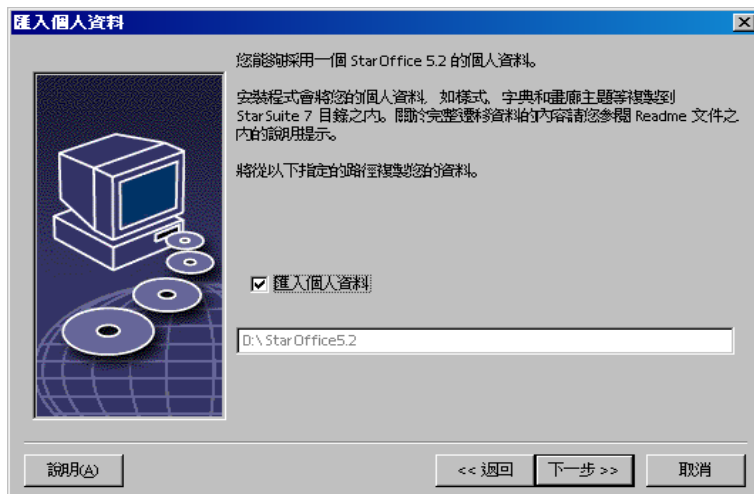 匯入個人資料
您能夠採用一個 StarOffice 5.2 的個人資料。
安裝程式會將您的個人資料, 如樣式, 字典和畫廊主題等複製到
StarSuite 7 目錄之內。關於完整遷移資料的內容請您參閱 Readme 文件之
內的說明提示。
將從以下指定的路徑複製您的資料。
匯入個人資料
D:\StarOffice5.2
說明(A)
<< 返回
下一步 >>
取消